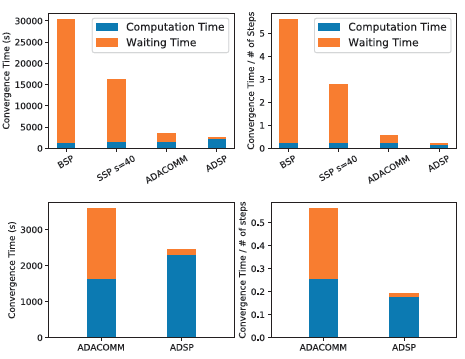 Convergence Time (s)
30000
25000
20000
15000
10000
5000
0
Computation Time
Waiting Time
BSP
SSP s=40
ADACOMM
ADSP
Convergence Time / # of Steps
5
4
3
2
1
0
Computation Time
Waiting Time
BSP
SSP s=40
ADACOMM
ADSP
Convergence Time (s)
3000
2000
1000
0
ADACOMM
ADSP
Convergence Time / # of steps
0.5
0.4
0.3
0.2
0.1
0.0
ADACOMM
ADSP